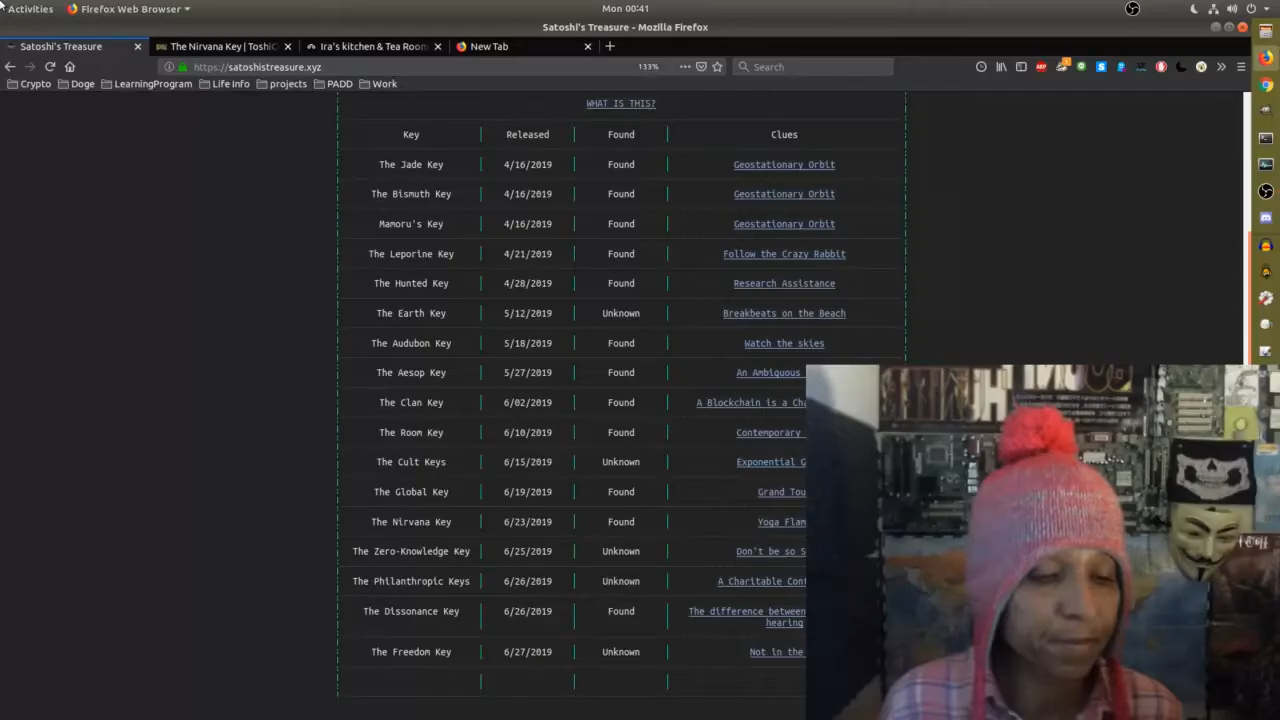 Activities Firefox Web Browser Mon 00:41
Satoshi's Treasure - Mozilla Firefox
Satoshi's Treasure The Nirvana Key | Toshi Ira's kitchen & Tea Room New Tab
https://satoshistreasure.xyz 133% Search
Crypto Doge LearningProgram Life Info projects PADD Work
WHAT IS THIS?
Key Released Found Clues
The Jade Key 4/16/2019 Found Geostationary Orbit
The Bismuth Key 4/16/2019 Found Geostationary Orbit
Mamoru's Key 4/16/2019 Found Geostationary Orbit
The Leporine Key 4/21/2019 Found Follow the Crazy Rabbit
The Hunted Key 4/28/2019 Found Research Assistance
The Earth Key 5/12/2019 Unknown Breakbeats on the Beach
The Audubon Key 5/18/2019 Found Watch the skies
The Aesop Key 5/27/2019 Found An Ambiguous
The Clan Key 6/02/2019 Found A Blockchain is a Cha
The Room Key 6/10/2019 Found Contemporary
The Cult Keys 6/15/2019 Unknown Exponential G
The Global Key 6/19/2019 Found Grand Tou
The Nirvana Key 6/23/2019 Found Yoga Flam
The Zero-Knowledge Key 6/25/2019 Unknown Don't be so S
The Philanthropic Keys 6/26/2019 Unknown A Charitable Cont
The Dissonance Key 6/26/2019 Found The difference between
hearing
The Freedom Key 6/27/2019 Unknown Not in the